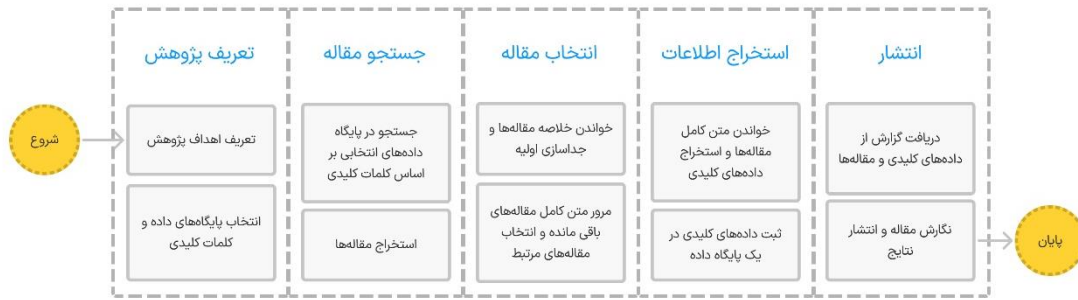 شروع
تعریف پژوهش
تعریف اهداف پژوهش
انتخاب پایگاه‌های داده و
کلمات کلیدی
جستجو مقاله
جستجو در پایگاه
داده‌های انتخابی بر
اساس کلمات کلیدی
استخراج مقاله‌ها
انتخاب مقاله
خواندن خلاصه مقاله‌ها و
جداسازی اولیه
مرور متن کامل مقاله‌های
باقی مانده و انتخاب
مقاله‌های مرتبط
استخراج اطلاعات
خواندن متن کامل
مقاله‌ها و استخراج
داده‌های کلیدی
ثبت داده‌های کلیدی در
یک پایگاه داده
انتشار
دریافت گزارش از
داده‌های کلیدی و مقاله‌ها
نگارش مقاله و انتشار
نتایج
پایان